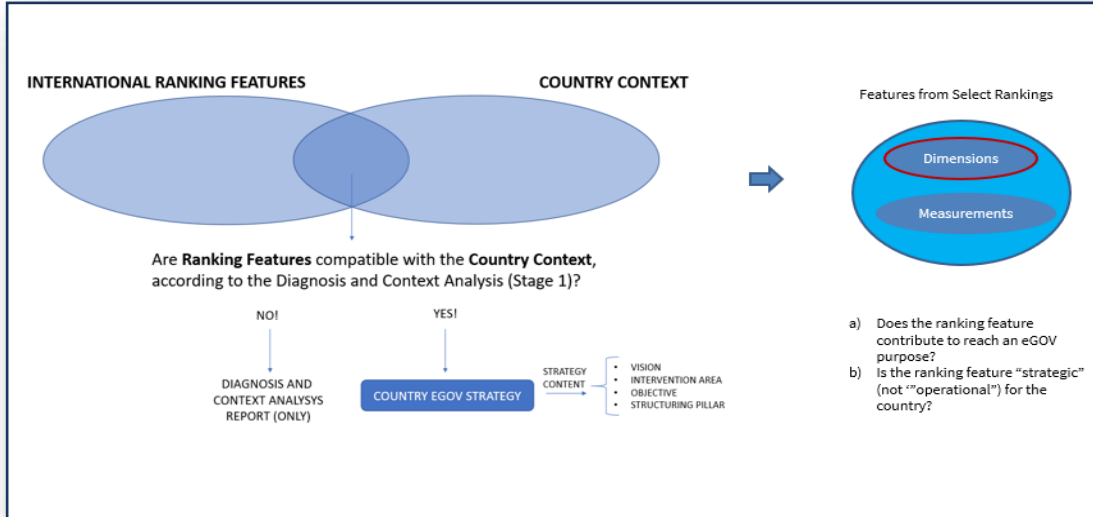 INTERNATIONAL RANKING FEATURES
COUNTRY CONTEXT
Are Ranking Features compatible with the Country Context,
according to the Diagnosis and Context Analysis (Stage 1)?
NO!
YES!
DIAGNOSIS AND
CONTEXT ANALYSYS
REPORT (ONLY)
COUNTRY EGOV STRATEGY
STRATEGY
CONTENT
• VISION
• INTERVENTION AREA
• OBJECTIVE
• STRUCTURING PILLAR
Features from Select Rankings
Dimensions
Measurements
a) Does the ranking feature
contribute to reach an eGOV
purpose?
b) Is the ranking feature “strategic”
(not ‘”operational”) for the
country?